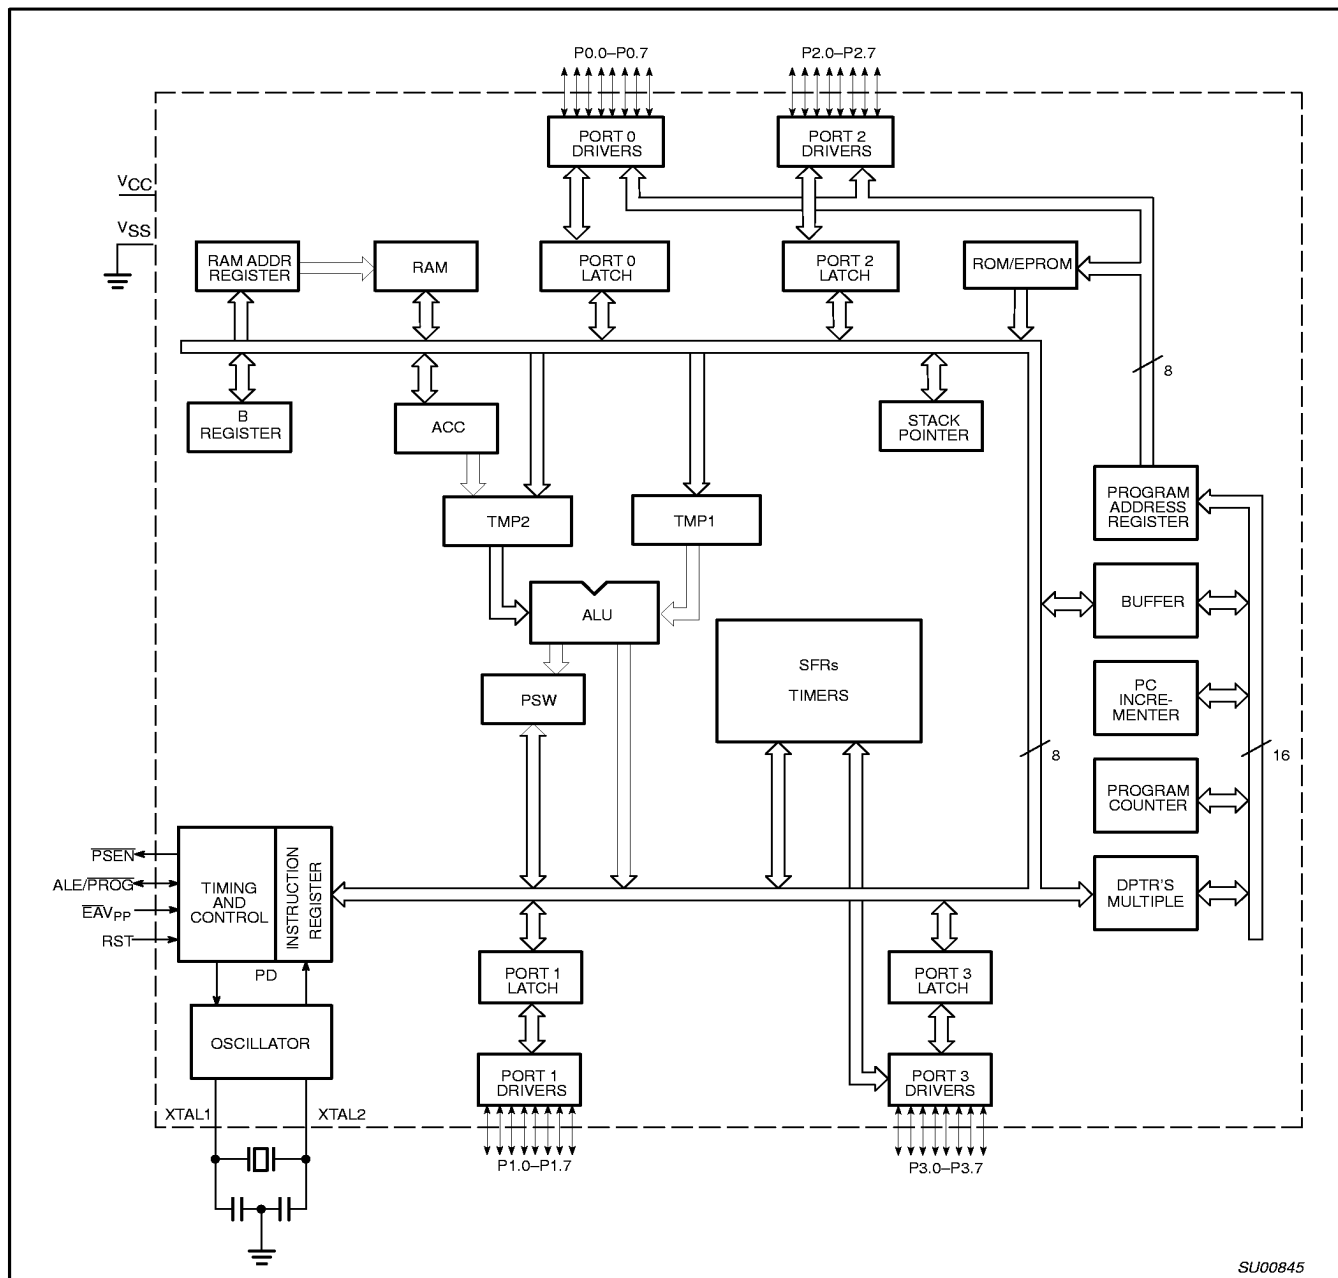 P0.0–P0.7
P2.0–P2.7
PORT 0
DRIVERS
PORT 2
DRIVERS
VCC
VSS
RAM ADDR
REGISTER
RAM
PORT 0
LATCH
PORT 2
LATCH
ROM/EPROM
8
B
REGISTER
ACC
STACK
POINTER
PROGRAM
ADDRESS
REGISTER
TMP2
TMP1
BUFFER
ALU
SFRs
TIMERS
PSW
PC
INCRE-
MENTER
8
16
PROGRAM
COUNTER
PSEN
ALE/PROG
EAVPP
RST
TIMING
AND
CONTROL
INSTRUCTION
REGISTER
DPTR'S
MULTIPLE
PD
PORT 1
LATCH
PORT 3
LATCH
OSCILLATOR
PORT 1
DRIVERS
PORT 3
DRIVERS
XTAL1
XTAL2
P1.0–P1.7
P3.0–P3.7
SU00845